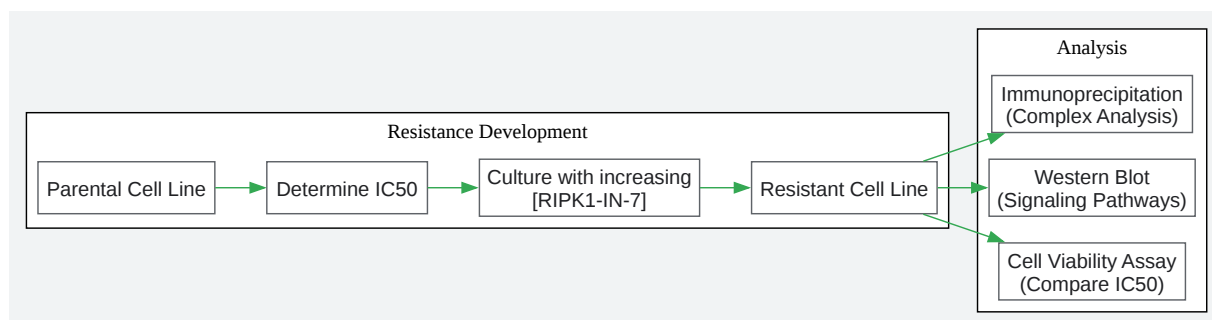 Resistance Development
Parental Cell Line
Determine IC50
Culture with increasing
[RIPK1-IN-7]
Resistant Cell Line
Analysis
Immunoprecipitation
(Complex Analysis)
Western Blot
(Signaling Pathways)
Cell Viability Assay
(Compare IC50)